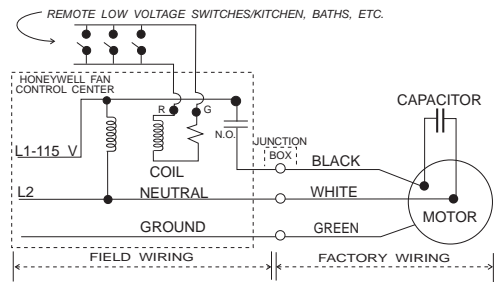 REMOTE LOW VOLTAGE SWITCHES/KITCHEN, BATHS, ETC.
HONEYWELL FAN
CONTROL CENTER
R
G
CAPACITOR
N.O.
JUNCTION
BOX
L1-115 V
COIL
BLACK
L2
NEUTRAL
WHITE
MOTOR
GROUND
GREEN
FIELD WIRING
FACTORY WIRING